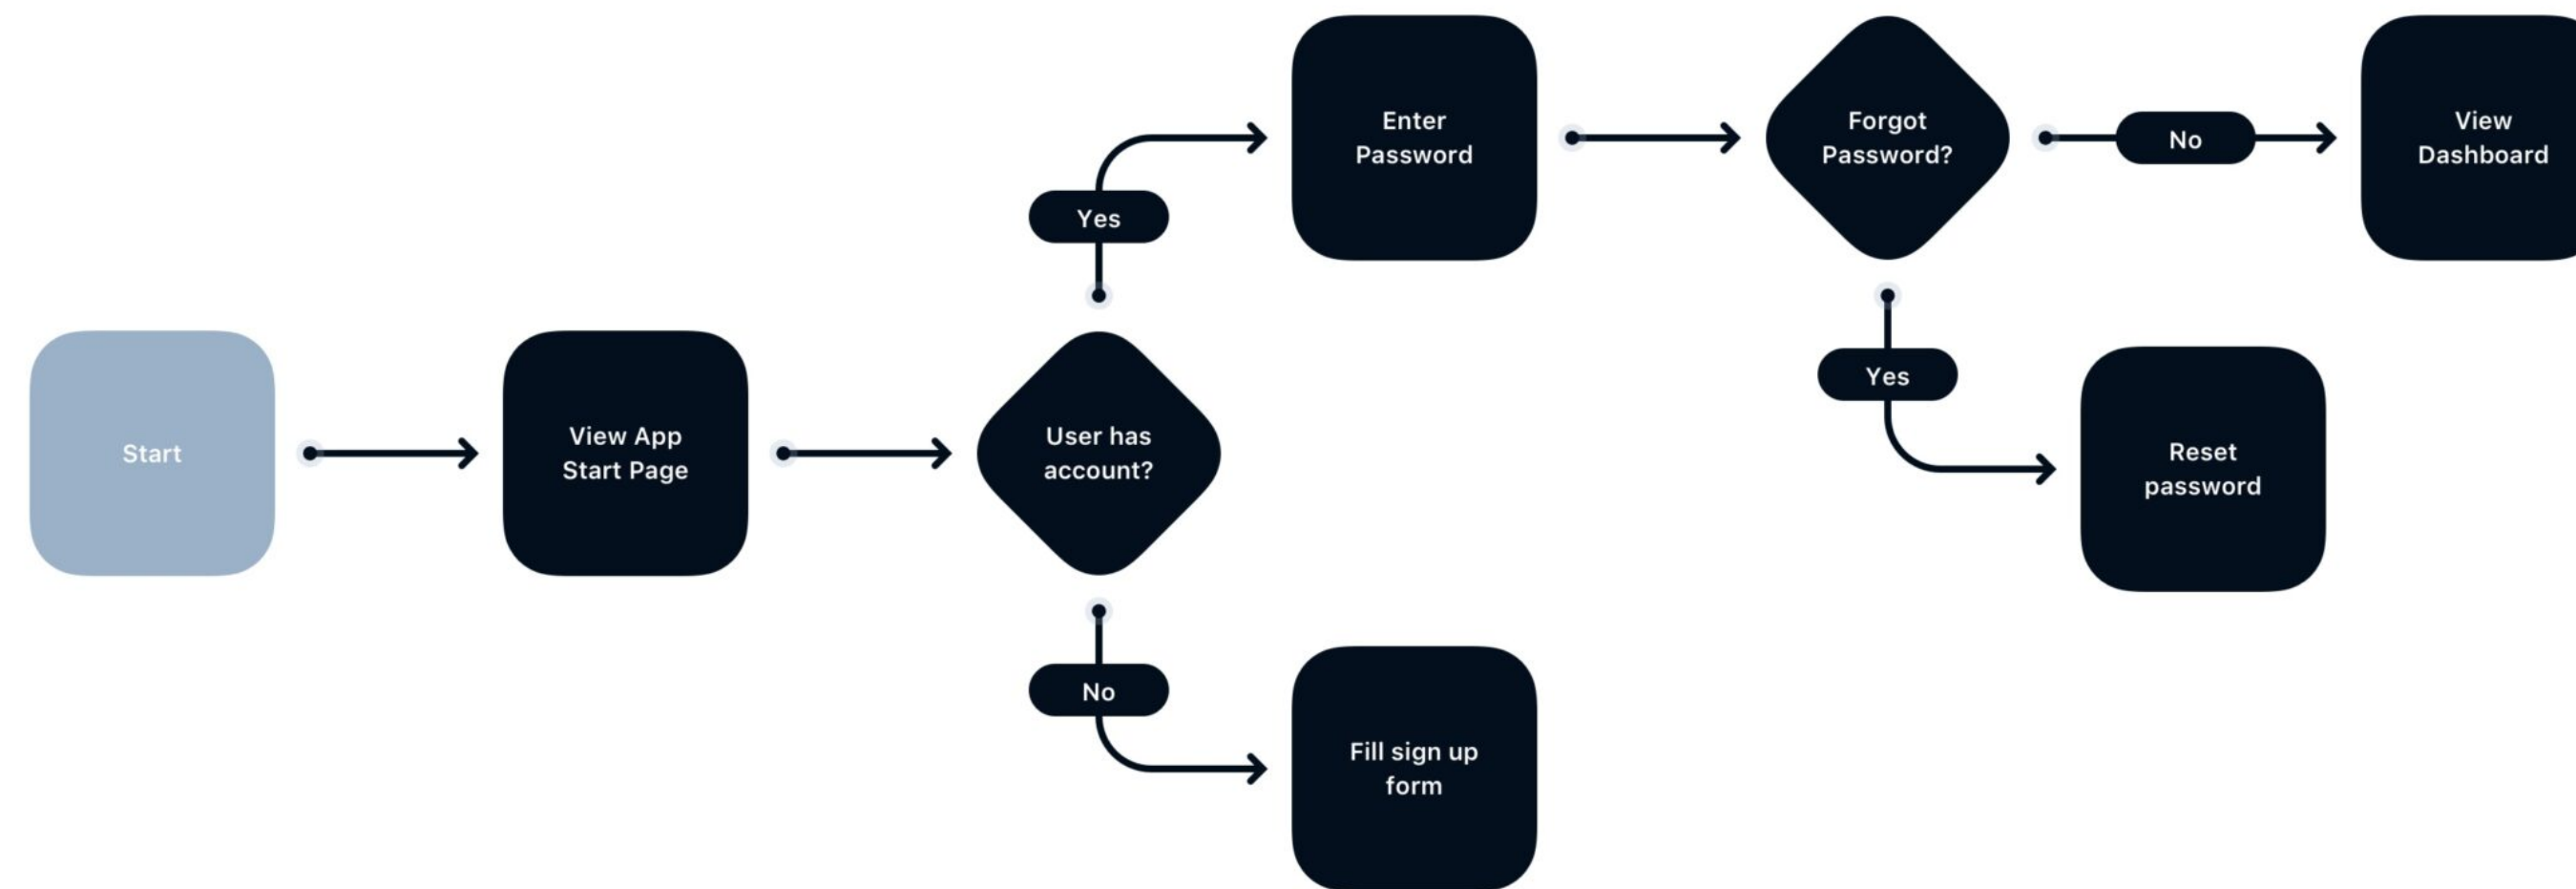 Start
View App
Start Page
User has
account?
Yes
Enter
Password
Forgot
Password?
No
View
Dashboard
Yes
Reset
password
No
Fill sign up
form